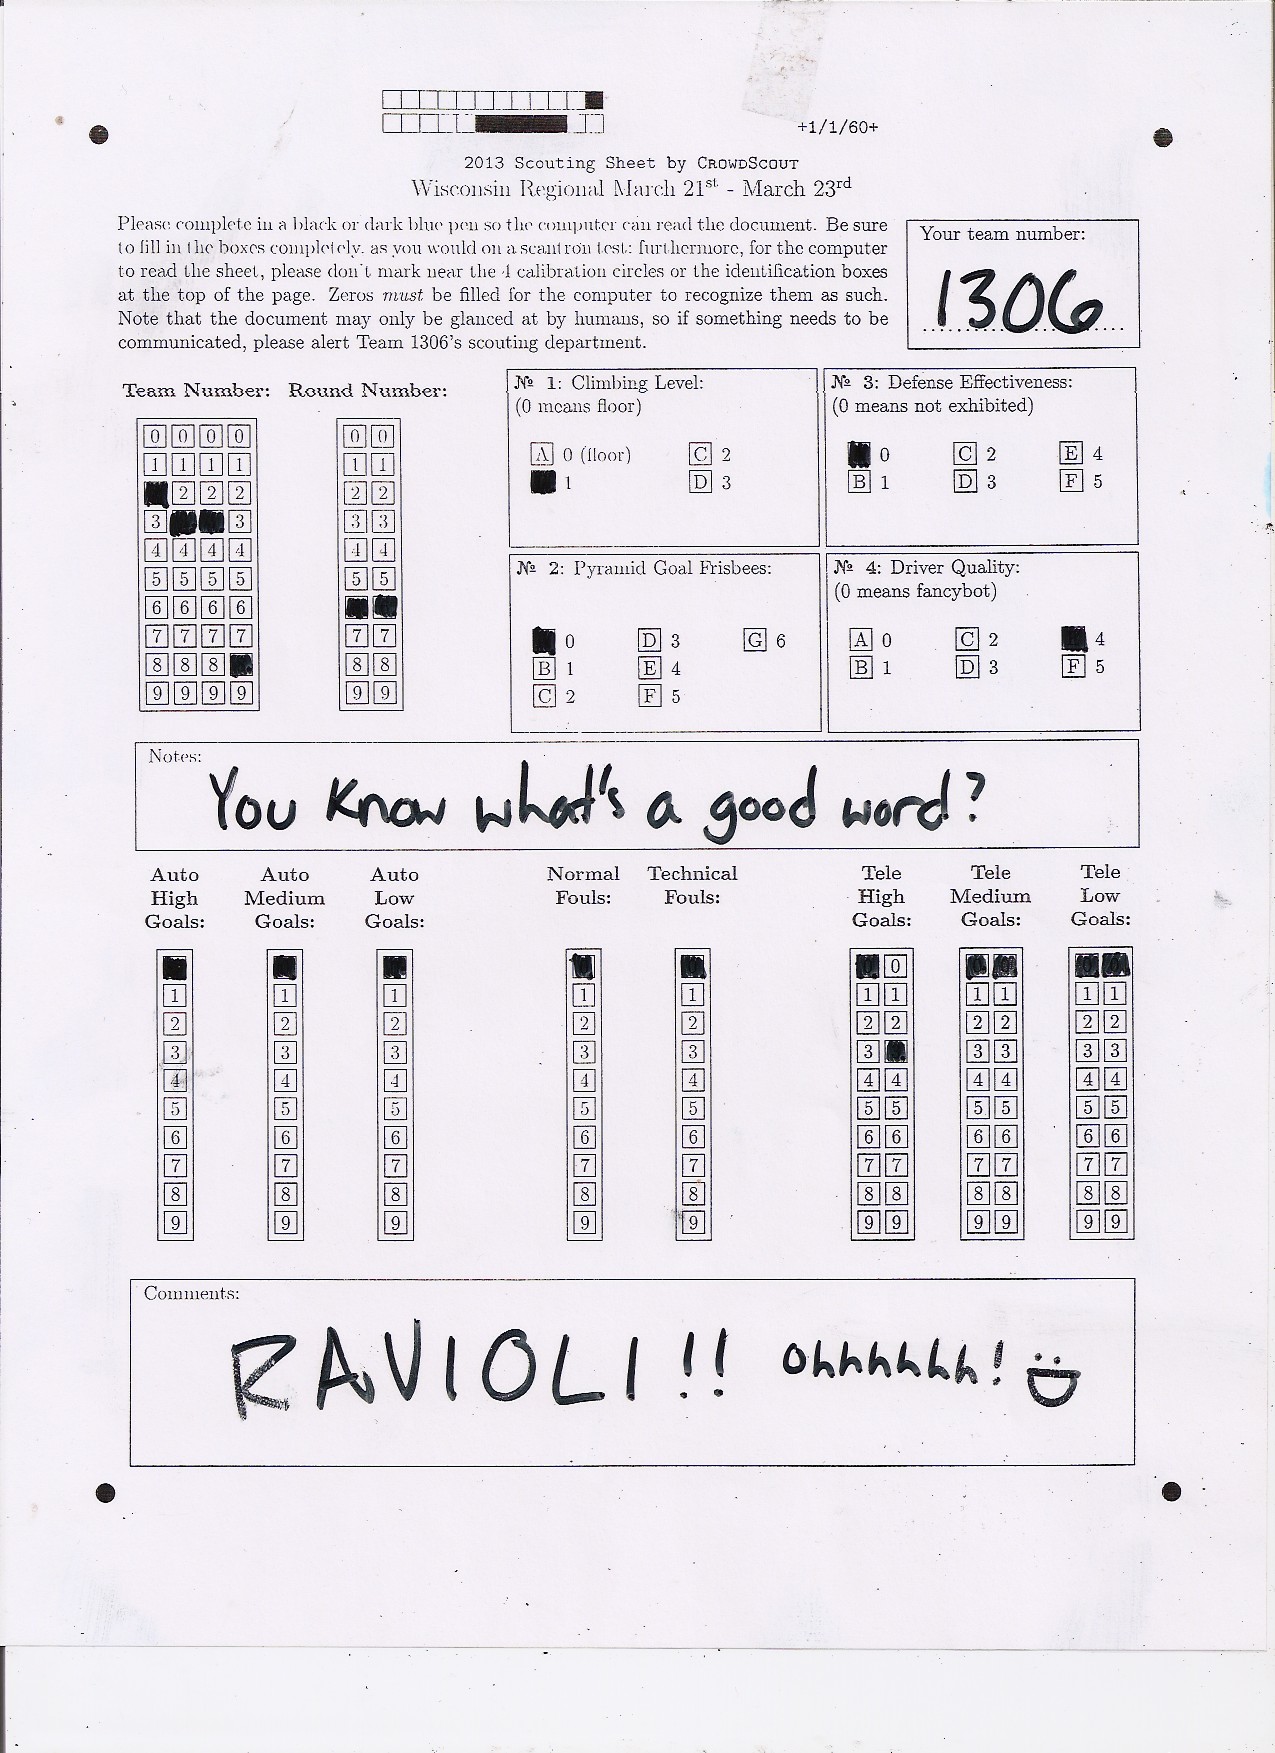 +1/1/60+
2013 Scouting Sheet by CROWDSCOUT
Wisconsin Regional March 21st - March 23rd
Please complete in a black or dark blue pen so the computer can read the document. Be sure
to fill in the boxes completely, as you would on a scantron test; furthermore, for the computer
to read the sheet, please don't mark near the 4 calibration circles or the identification boxes
at the top of the page. Zeros must be filled for the computer to recognize them as such.
Note that the document may only be glanced at by humans, so if something needs to be
communicated, please alert Team 1306's scouting department.
Your team number:
1306
Team Number: Round Number:
0 0 0 0 0 0
1 1 1 1 1 1
2 2 2 2 2
3 3 3 3
4 4 4 4 4 4
5 5 5 5 5 5
6 6 6 6
7 7 7 7 7 7
8 8 8 8 8
9 9 9 9 9 9
№ 1: Climbing Level:
(0 means floor)
A 0 (floor) C 2
1 D 3
№ 3: Defense Effectiveness:
(0 means not exhibited)
0 C 2 E 4
B 1 D 3 F 5
№ 2: Pyramid Goal Frisbees:
0 D 3 G 6
B 1 E 4
C 2 F 5
№ 4: Driver Quality:
(0 means fancybot)
A 0 C 2 4
B 1 D 3 F 5
Notes:
You know what's a good word?
Auto Auto Auto Normal Technical Tele Tele Tele
High Medium Low Fouls: Fouls: High Medium Low
Goals: Goals: Goals: Goals: Goals: Goals:
0
1 1 1 1 1 1 1 1 1 1 1
2 2 2 2 2 2 2 2 2 2 2
3 3 3 3 3 3 3 3 3 3
4 4 4 4 4 4 4 4 4 4 4
5 5 5 5 5 5 5 5 5 5 5
6 6 6 6 6 6 6 6 6 6 6
7 7 7 7 7 7 7 7 7 7 7
8 8 8 8 8 8 8 8 8 8 8
9 9 9 9 9 9 9 9 9 9 9
Comments:
RAVIOLI!! Ohhhhhh!